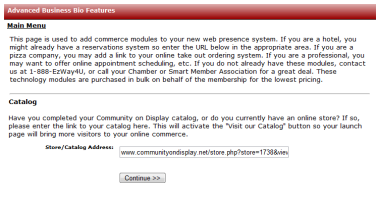 Advanced Business Bio Features
Main Menu
This page is used to add commerce modules to your new web presence system. If you are a hotel, you
might already have a reservations system so enter the URL below in the appropriate area. If you are a
pizza company, you may add a link to your online take out ordering system. If you are a professional, you
may want to offer online appointment scheduling, etc. If you do not already have these modules, contact
us at 1-888-EzWay4U, or call your Chamber or Smart Member Association for a great deal. These
technology modules are purchased in bulk on behalf of the membership for the lowest pricing.
Catalog
Have you completed your Community on Display catalog, or do you currently have an online store? If so,
please enter the link to your catalog here. This will activate the "Visit our Catalog" button so your launch
page will bring more visitors to your online commerce.
Store/Catalog Address: www.communityondisplay.net/store.php?store=1738&viev
Continue >>